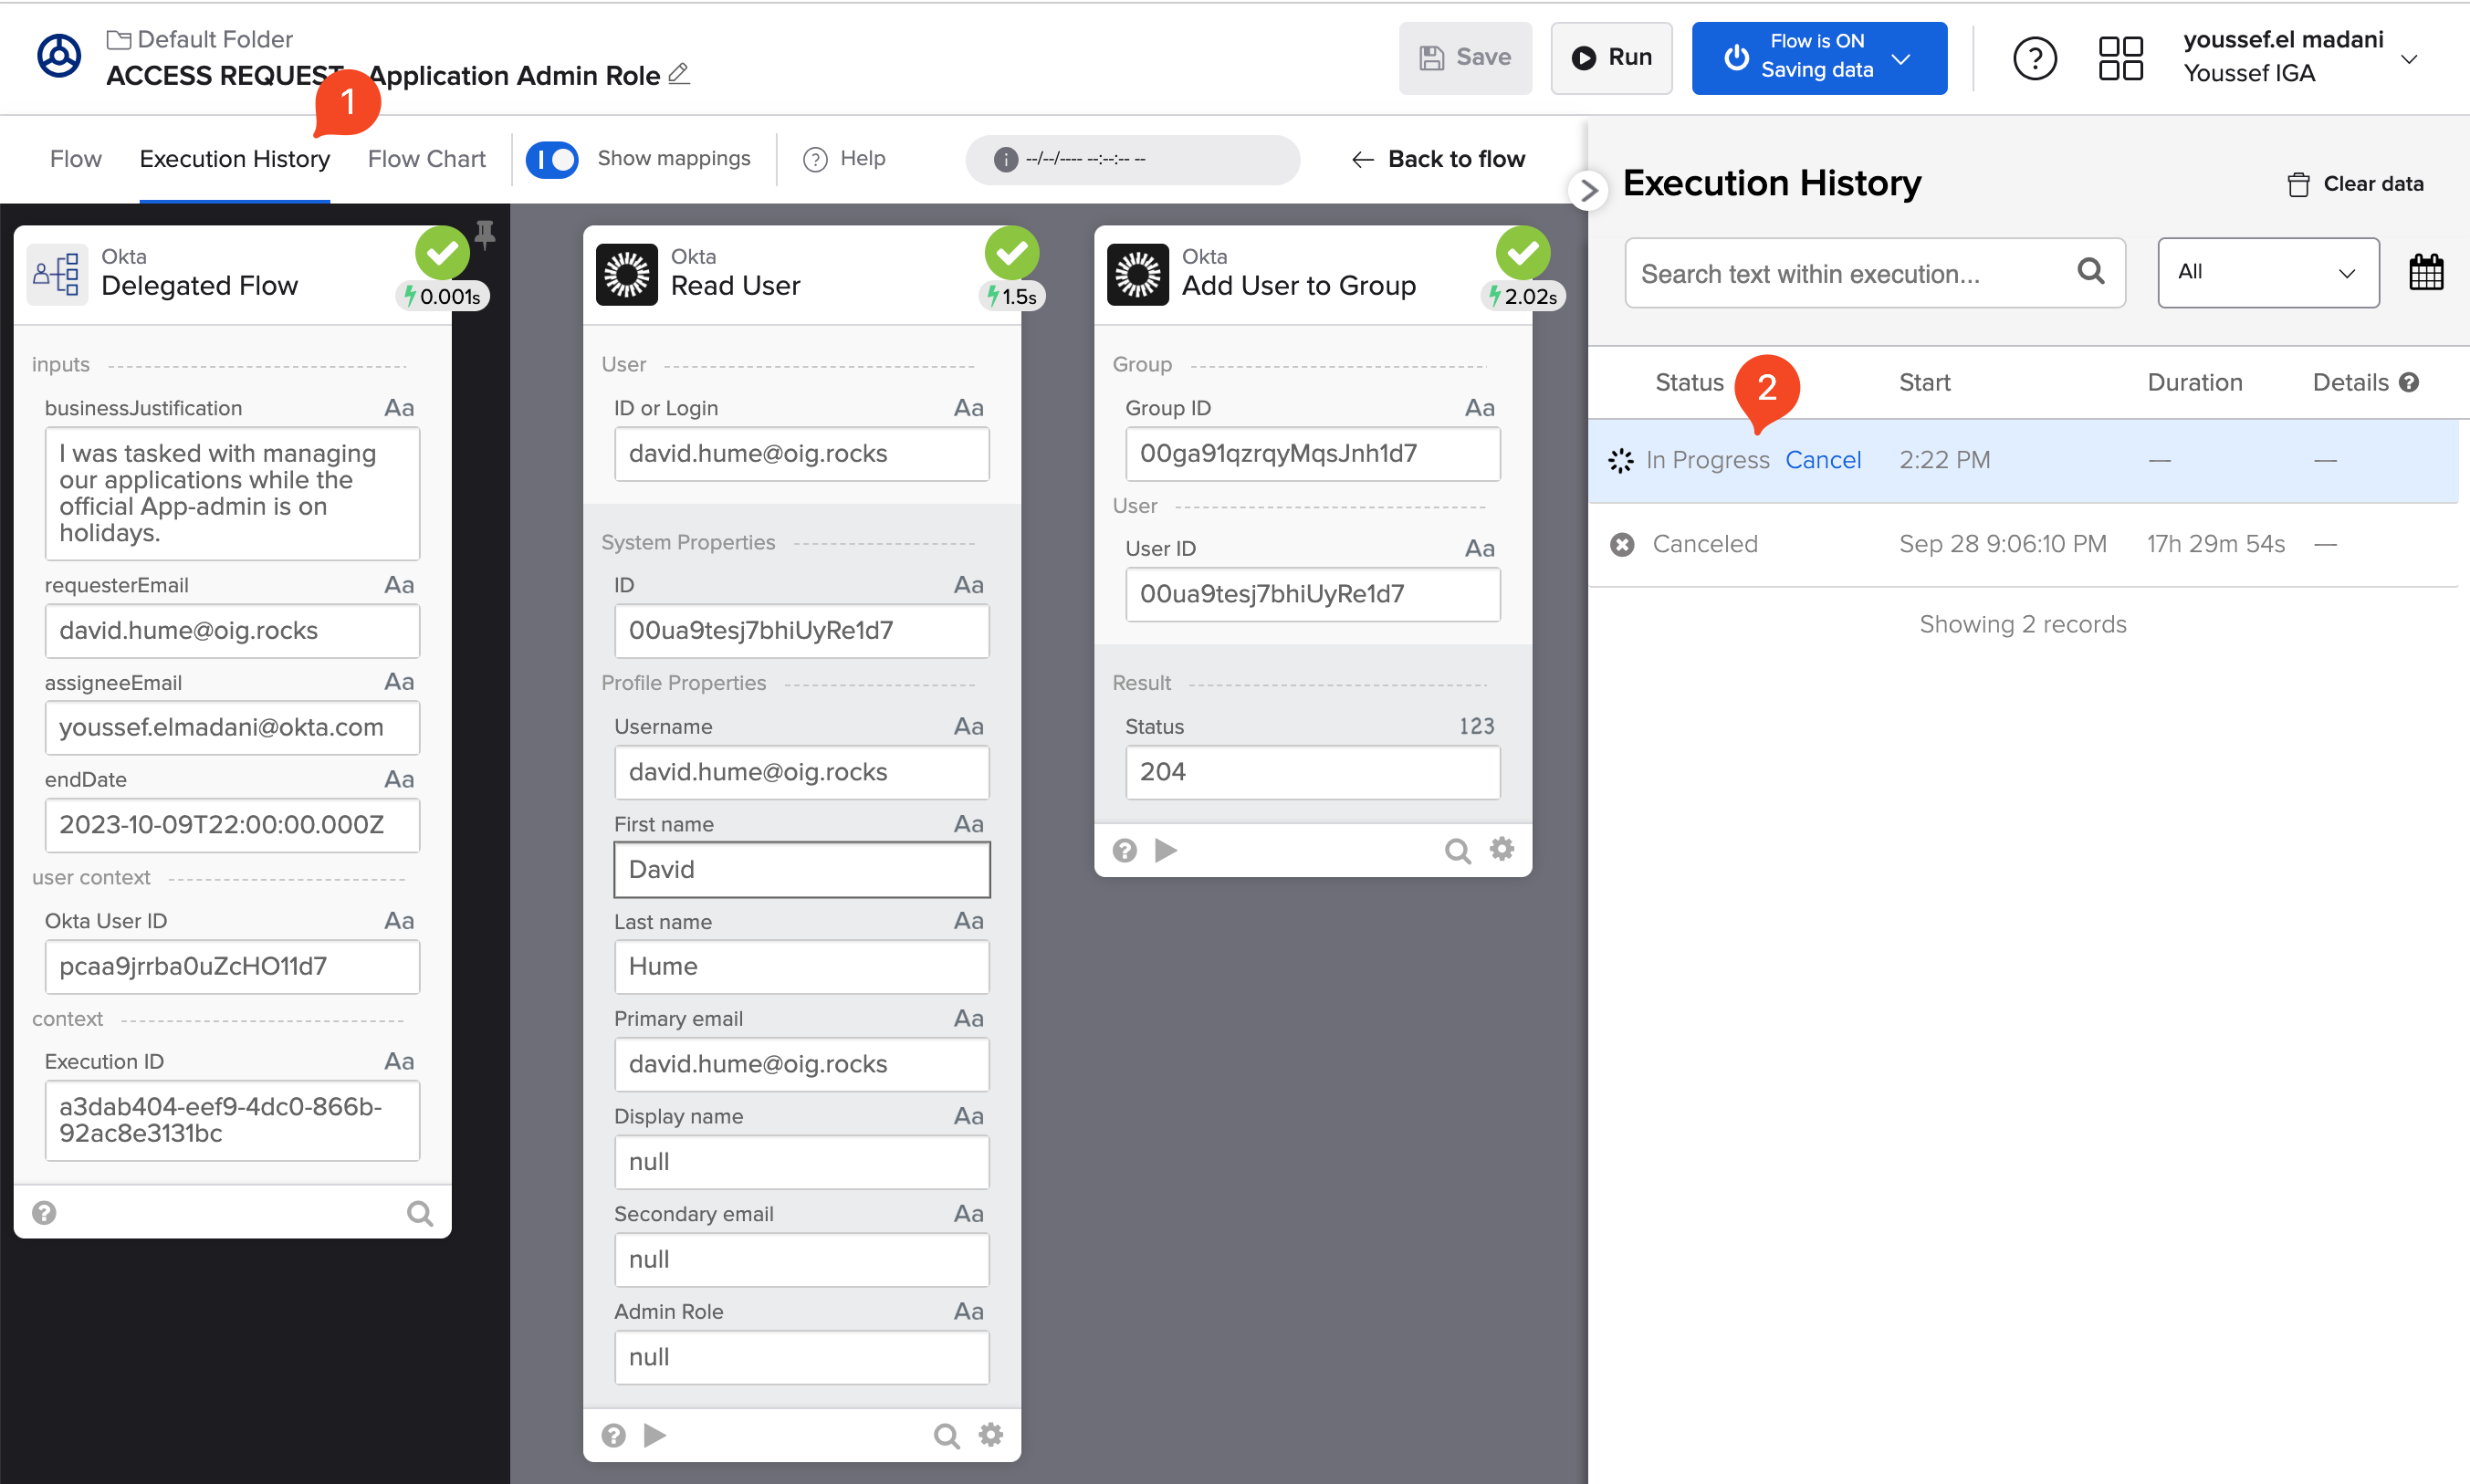 Default Folder
ACCESS REQUEST Application Admin Role
Save
Run
Flow is ON
Saving data
?
youssef.el madani
Youssef IGA
1
Flow
Execution History
Flow Chart
Show mappings
? Help
i --/--/---- --:--:-- --
Back to flow
Okta
Delegated Flow
0.001s
inputs
businessJustification Aa
I was tasked with managing
our applications while the
official App-admin is on
holidays.
requesterEmail Aa
david.hume@oig.rocks
assigneeEmail Aa
youssef.elmadani@okta.com
endDate Aa
2023-10-09T22:00:00.000Z
user context
Okta User ID Aa
pcaa9jrrba0uZcHO11d7
context
Execution ID Aa
a3dab404-eef9-4dc0-866b-
92ac8e3131bc
?
Okta
Read User
1.5s
User
ID or Login Aa
david.hume@oig.rocks
System Properties
ID Aa
00ua9tesj7bhiUyRe1d7
Profile Properties
Username Aa
david.hume@oig.rocks
First name Aa
David
Last name Aa
Hume
Primary email Aa
david.hume@oig.rocks
Display name Aa
null
Secondary email Aa
null
Admin Role Aa
null
?
Okta
Add User to Group
2.02s
Group
Group ID Aa
00ga91qzrqyMqsJnh1d7
User
User ID Aa
00ua9tesj7bhiUyRe1d7
Result
Status 123
204
?
Execution History
Clear data
Search text within execution...
All
Status Start Duration Details ?
2
In Progress Cancel 2:22 PM — —
Canceled Sep 28 9:06:10 PM 17h 29m 54s —
Showing 2 records